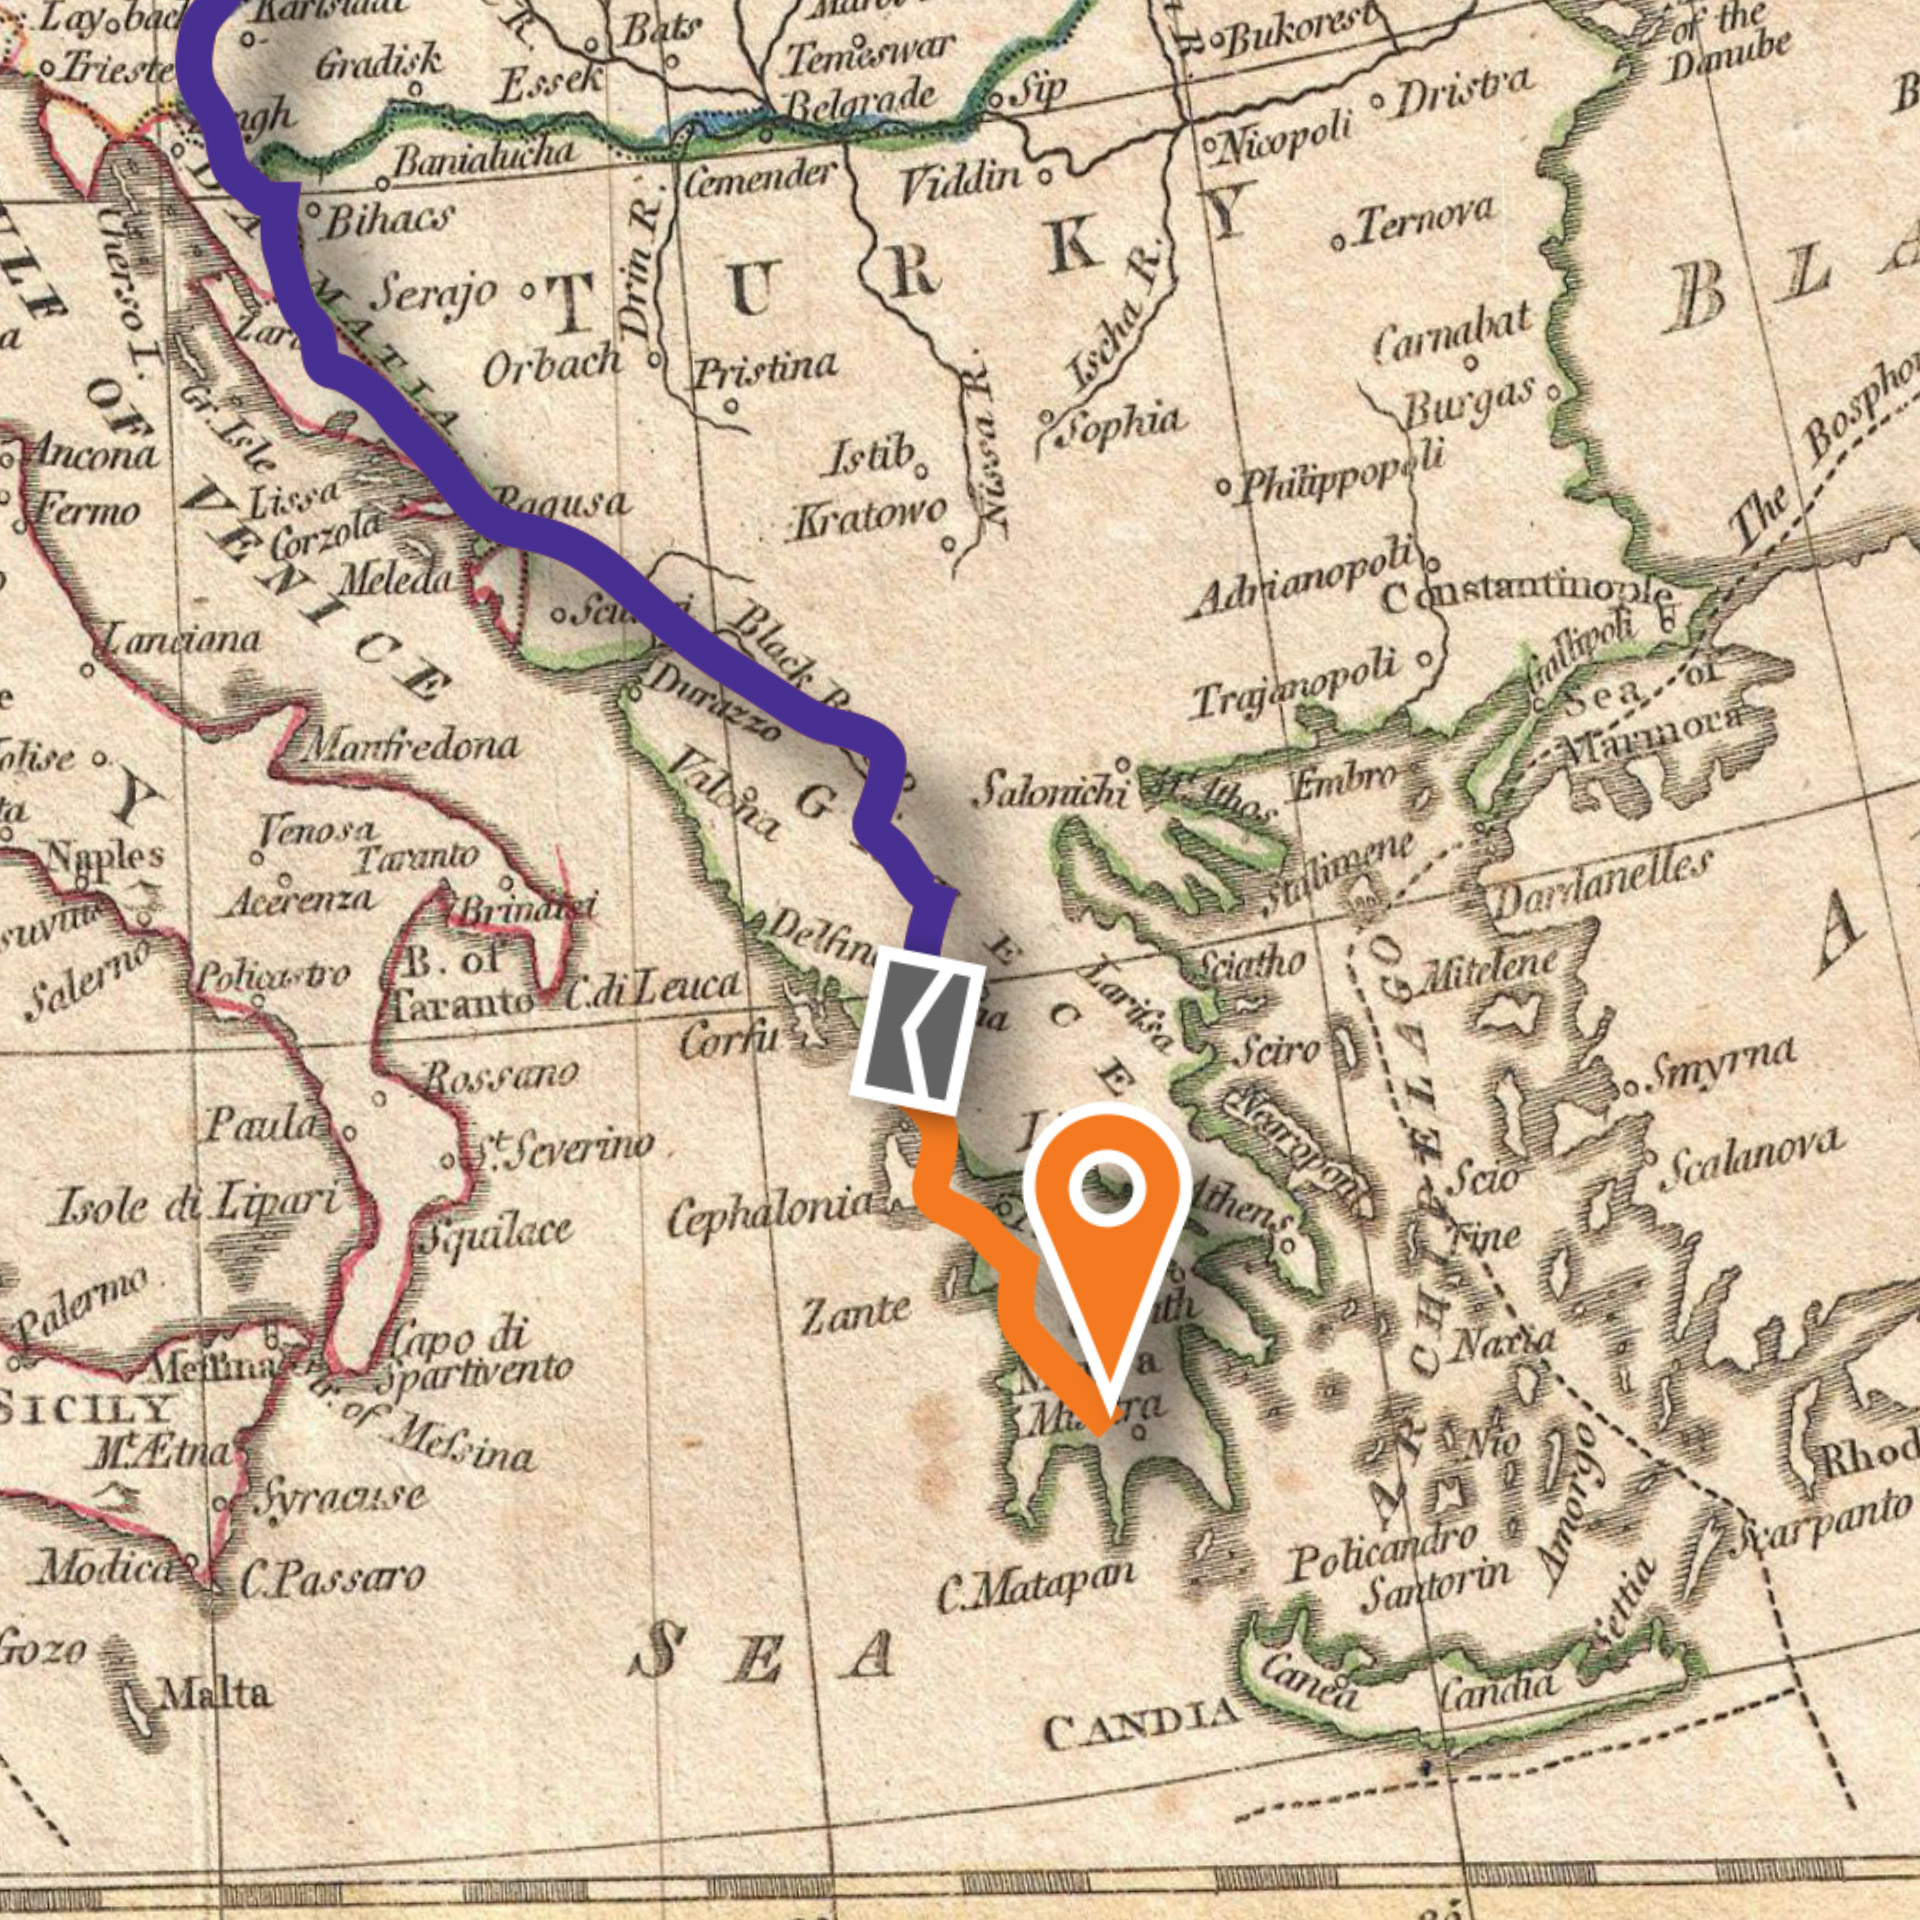 Laybach
Karlstadt
Trieste
Gradisk
Essek
Bats
Temeswar
Bukorest
of the
Danube
Belgrade
Sip
Dristra
Banialucha
Cemender
Viddin
Nicopoli
Bihacs
Ternova
TURKY
Cherso I.
DALMATIA
Serajo
Drin R.
Ischa R.
BLA
Orbach
Pristina
Carnabat
Burgas
Gr. Isle
Sophia
Nissa R.
The Bosphor
Ancona
GULF OF VENICE
Istib
Philippopoli
Fermo
Lissa
Corzola
Ragusa
Kratowo
Meleda
Adrianopoli
Constantinople
Lanciana
Black R.
Gallipoli
Trajanopoli
Sea of
Marmora
Durazzo
Manfredona
Valona
Salonichi
Mt. Athos
Embro
Y
Venosa
Taranto
Naples
Stalimene
Acerenza
Brindisi
Dardanelles
Salerno
Delfino
Policastro
B. of
Taranto
C. di Leuca
Larissa
Sciatho
Mitelene
A
Corfu
Sciro
Rossano
Smyrna
Paula
St. Severino
Negropont
Scalanova
Isole di Lipari
Cephalonia
Athens
Scio
Squilace
Tine
Palermo
Zante
ARCHIPELAGO
Capo di
Spartivento
Messina
Naxia
SICILY
Str. of Messina
Mt. Ætna
Nio
Amorgo
Rhod
Syracuse
Scarpanto
Modica
C. Passaro
C. Matapan
Policandro
Santorin
Settia
Gozo
SEA
Malta
Canea
Candia
CANDIA